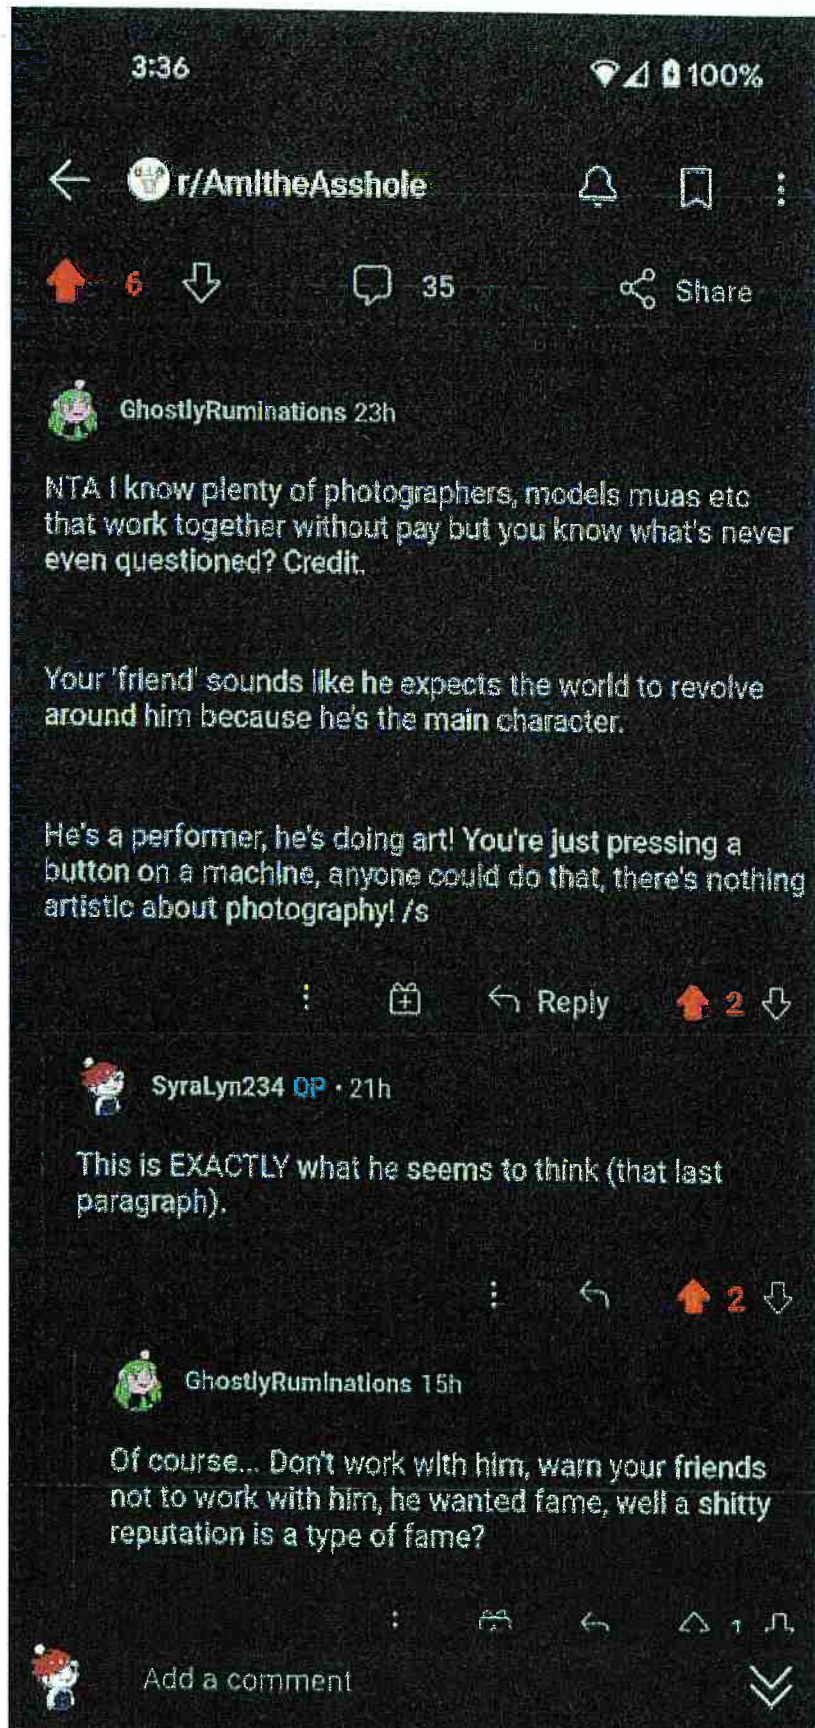 3:36 100%
r/AmItheAsshole
6 35 Share
GhostlyRuminations 23h
NTA I know plenty of photographers, models muas etc
that work together without pay but you know what's never
even questioned? Credit.
Your 'friend' sounds like he expects the world to revolve
around him because he's the main character.
He's a performer, he's doing art! You're just pressing a
button on a machine, anyone could do that, there's nothing
artistic about photography! /s
Reply 2
SyraLyn234 OP • 21h
This is EXACTLY what he seems to think (that last
paragraph).
2
GhostlyRuminations 15h
Of course... Don't work with him, warn your friends
not to work with him, he wanted fame, well a shitty
reputation is a type of fame?
1
Add a comment